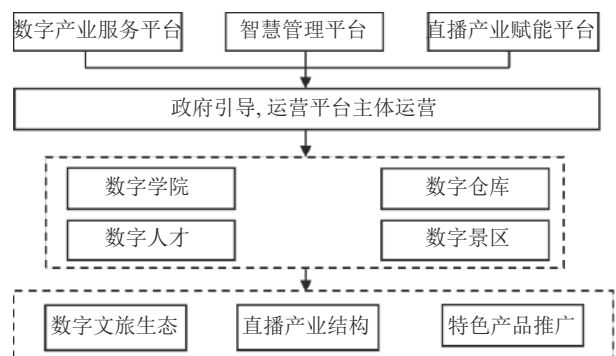 数字产业服务平台
智慧管理平台
直播产业赋能平台
政府引导, 运营平台主体运营
数字学院
数字仓库
数字人才
数字景区
数字文旅生态
直播产业结构
特色产品推广